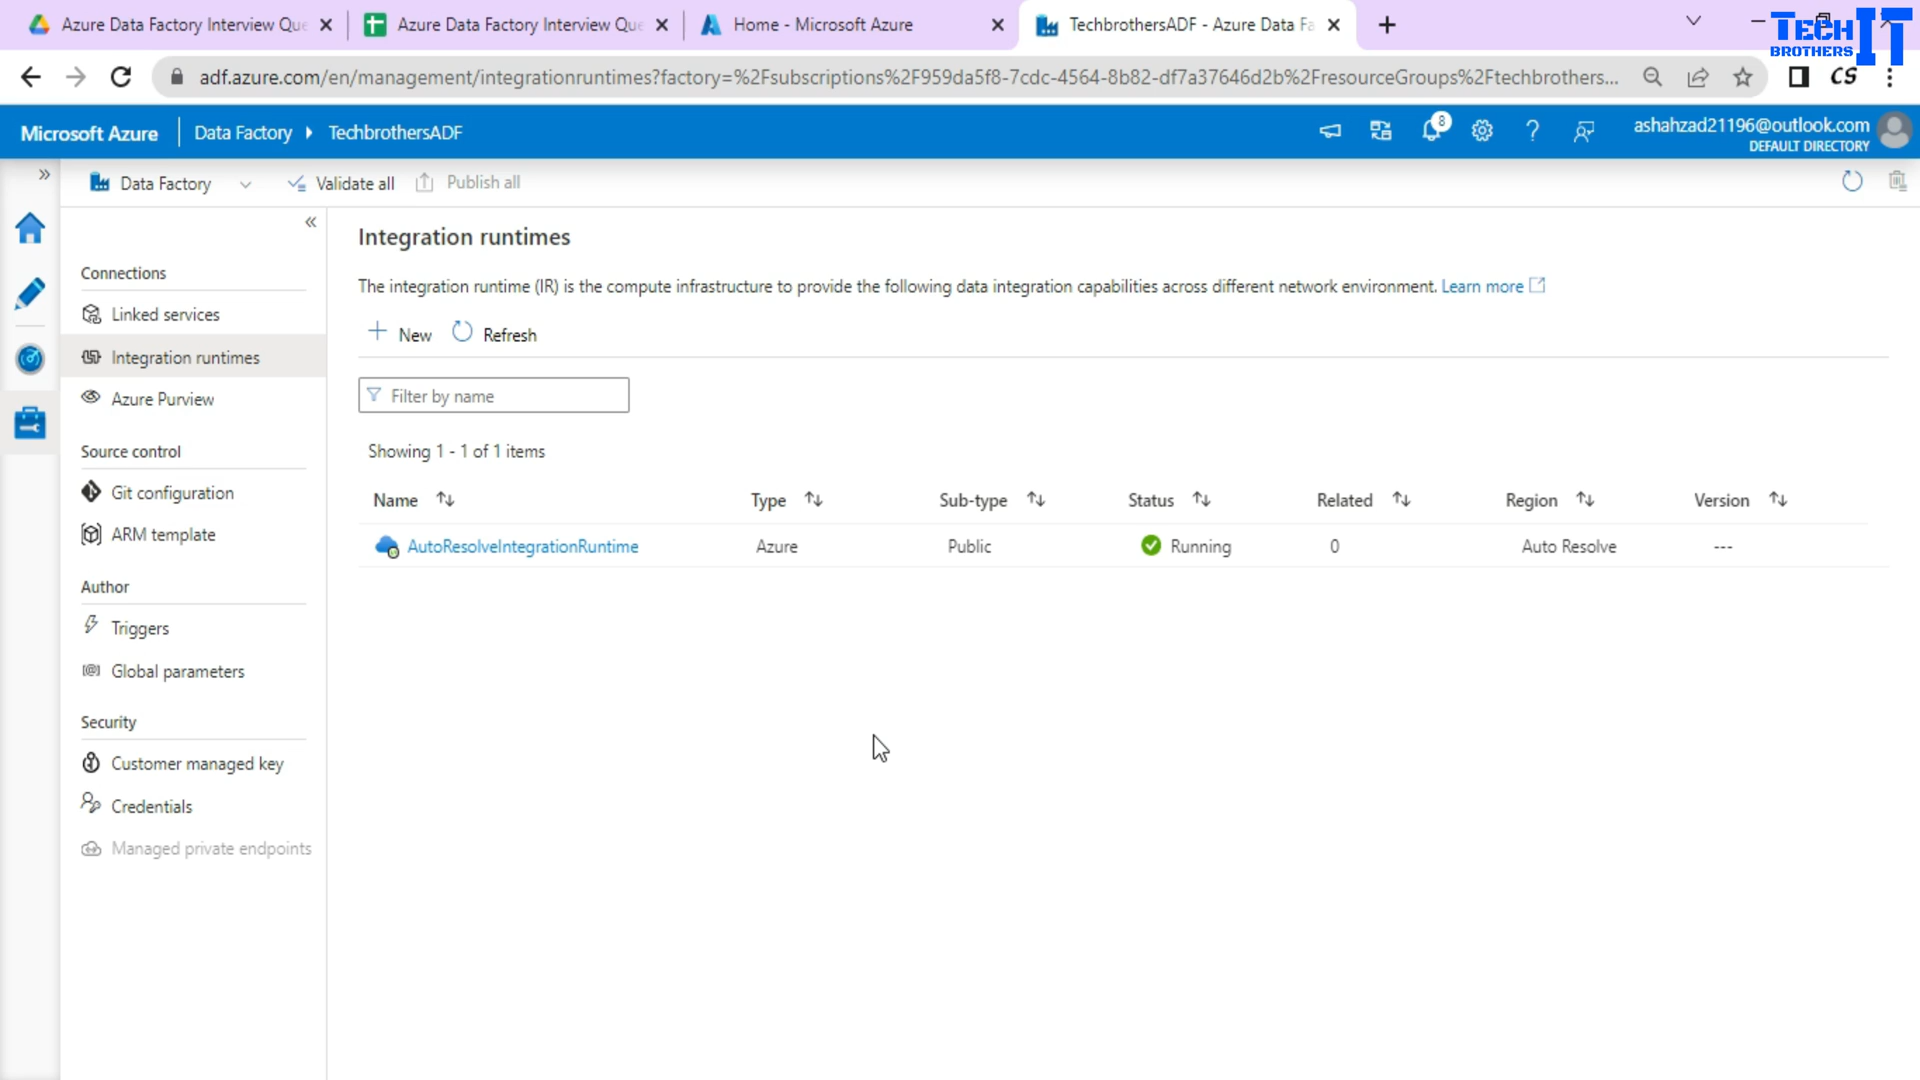 Azure Data Factory Interview Que
Azure Data Factory Interview Que
Home - Microsoft Azure
TechbrothersADF - Azure Data Fa
TECH
BROTHERS
IT
adf.azure.com/en/management/integrationruntimes?factory=%2Fsubscriptions%2F959da5f8-7cdc-4564-8b82-df7a37646d2b%2FresourceGroups%2Ftechbrothers...
CS
Microsoft Azure
Data Factory
TechbrothersADF
8
ashahzad21196@outlook.com
DEFAULT DIRECTORY
Data Factory
Validate all
Publish all
Connections
Linked services
Integration runtimes
Azure Purview
Source control
Git configuration
ARM template
Author
Triggers
Global parameters
Security
Customer managed key
Credentials
Managed private endpoints
Integration runtimes
The integration runtime (IR) is the compute infrastructure to provide the following data integration capabilities across different network environment. Learn more
New
Refresh
Filter by name
Showing 1 - 1 of 1 items
Name Type Sub-type Status Related Region Version
AutoResolveIntegrationRuntime Azure Public Running 0 Auto Resolve ---